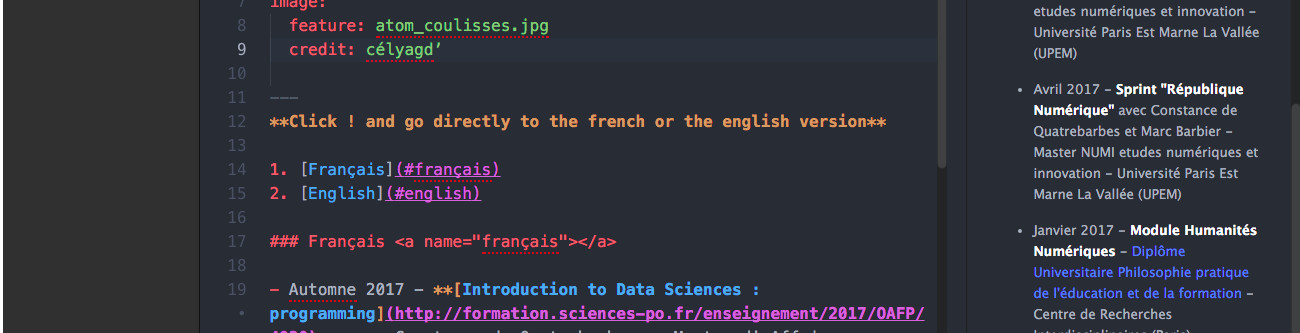 7 image:
8 feature: atom_coulisses.jpg
9 credit: célyagd’
10
11 ---
12 **Click ! and go directly to the french or the english version**
13
14 1. [Français](#français)
15 2. [English](#english)
16
17 ### Français <a name="français"></a>
18
19 - Automne 2017 - **[Introduction to Data Sciences :
• programming](http://formation.sciences-po.fr/enseignement/2017/OAFP/
etudes numériques et innovation –
Université Paris Est Marne La Vallée
(UPEM)
• Avril 2017 – Sprint "République
Numérique" avec Constance de
Quatrebarbes et Marc Barbier –
Master NUMI etudes numériques et
innovation – Université Paris Est
Marne La Vallée (UPEM)
• Janvier 2017 – Module Humanités
Numériques – Diplôme
Universitaire Philosophie pratique
de l'éducation et de la formation –
Centre de Recherches